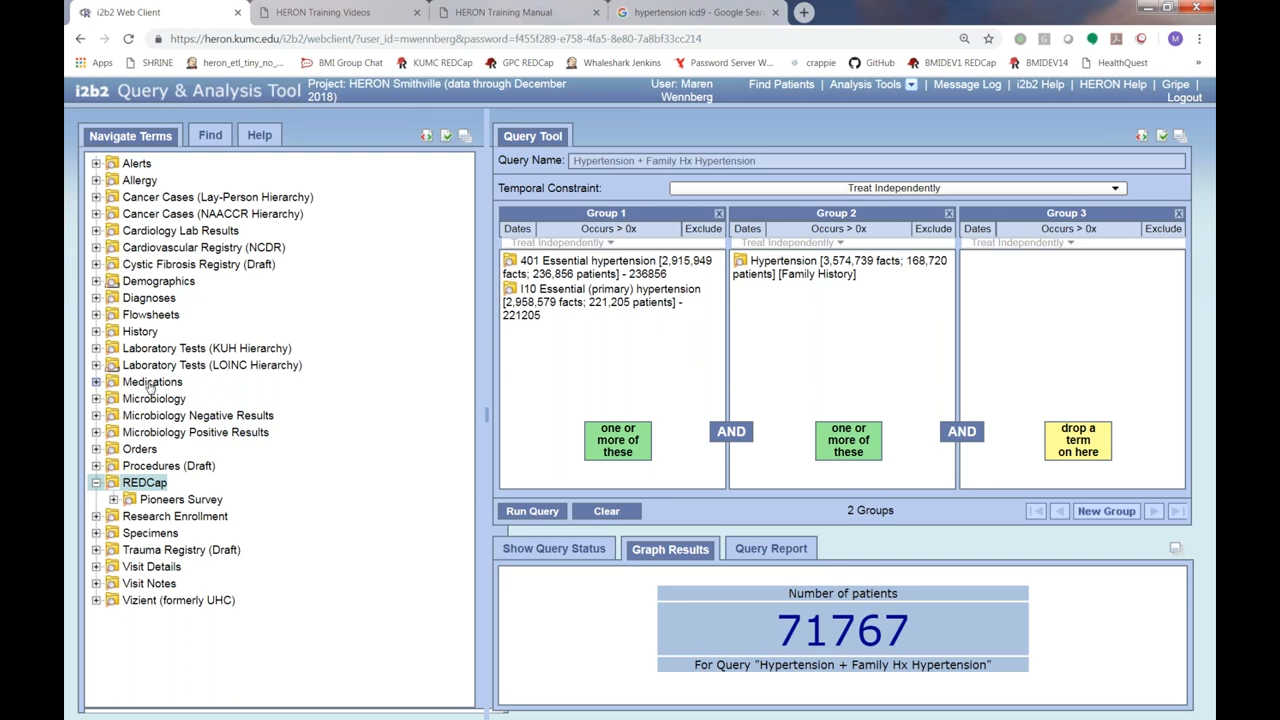 i2b2 Web Client
HERON Training Videos
HERON Training Manual
hypertension icd9 - Google Sear
https://heron.kumc.edu/i2b2/webclient/?user_id=mwennberg&password=f455f289-e758-4fa5-8e80-7a8bf33cc214
M
Apps
SHRINE
heron_etl_tiny_no_...
BMI Group Chat
KUMC REDCap
GPC REDCap
Whaleshark Jenkins
Password Server W...
crappie
GitHub
BMIDEV1 REDCap
BMIDEV14
HealthQuest
»
i2b2 Query & Analysis Tool
Project: HERON Smithville (data through December
2018)
User: Maren
Wennberg
Find Patients | Analysis Tools | Message Log | i2b2 Help | HERON Help | Gripe |
Logout
Navigate Terms
Find
Help
Alerts
Allergy
Cancer Cases (Lay-Person Hierarchy)
Cancer Cases (NAACCR Hierarchy)
Cardiology Lab Results
Cardiovascular Registry (NCDR)
Cystic Fibrosis Registry (Draft)
Demographics
Diagnoses
Flowsheets
History
Laboratory Tests (KUH Hierarchy)
Laboratory Tests (LOINC Hierarchy)
Medications
Microbiology
Microbiology Negative Results
Microbiology Positive Results
Orders
Procedures (Draft)
REDCap
Pioneers Survey
Research Enrollment
Specimens
Trauma Registry (Draft)
Visit Details
Visit Notes
Vizient (formerly UHC)
Query Tool
Query Name:
Hypertension + Family Hx Hypertension
Temporal Constraint:
Treat Independently
Group 1
Dates
Occurs > 0x
Exclude
Treat Independently
401 Essential hypertension [2,915,949
facts; 236,856 patients] - 236856
I10 Essential (primary) hypertension
[2,958,579 facts; 221,205 patients] -
221205
one or
more of
these
AND
Group 2
Dates
Occurs > 0x
Exclude
Treat Independently
Hypertension [3,574,739 facts; 168,720
patients] [Family History]
one or
more of
these
AND
Group 3
Dates
Occurs > 0x
Exclude
Treat Independently
drop a
term
on here
Run Query
Clear
2 Groups
New Group
Show Query Status
Graph Results
Query Report
Number of patients
71767
For Query "Hypertension + Family Hx Hypertension"